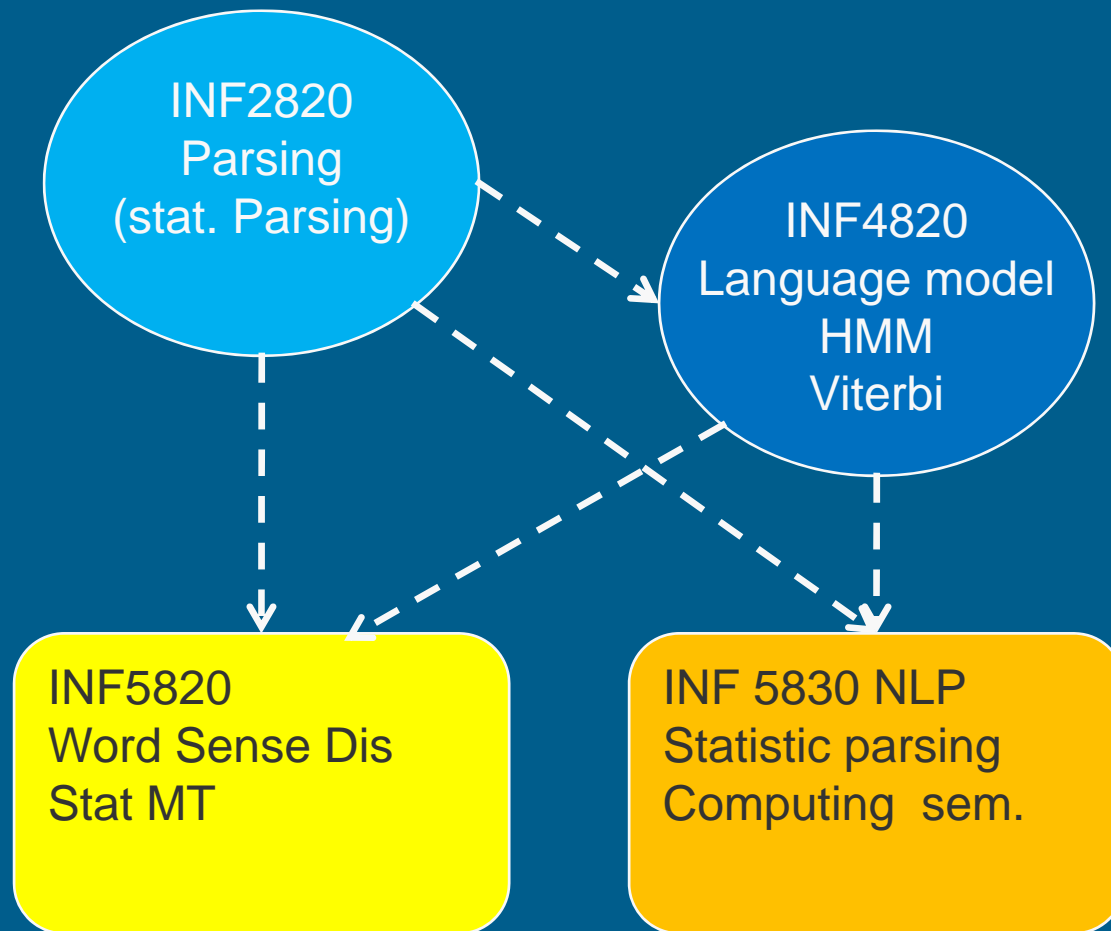 INF2820
Parsing
(stat. Parsing)
INF4820
Language model
HMM
Viterbi
INF5820
Word Sense Dis
Stat MT
INF 5830 NLP
Statistic parsing
Computing  sem.